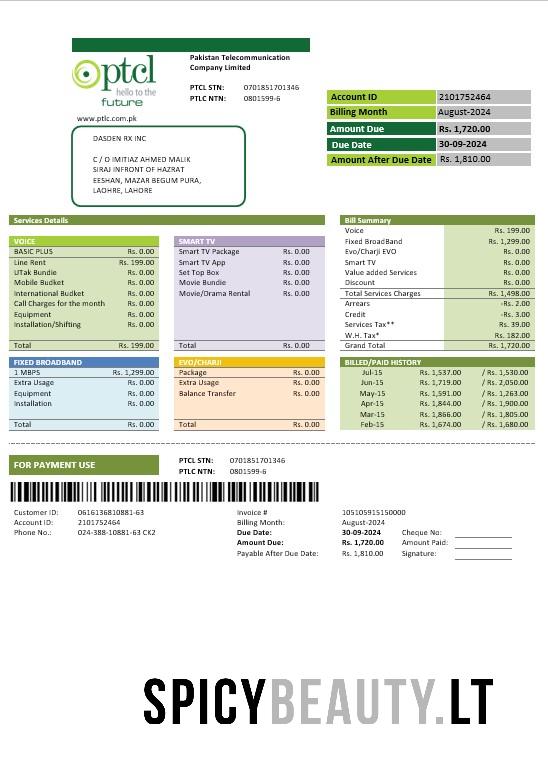 ptcl
hello to the
future
www.ptlc.com.pk
Pakistan Telecommunication
Company Limited
PTCL STN: 0701851701346
PTLC NTN: 0801599-6
Account ID 2101752464
Billing Month August-2024
Amount Due Rs. 1,720.00
Due Date 30-09-2024
Amount After Due Date Rs. 1,810.00
DASDEN RX INC
C / O IMITIAZ AHMED MALIK
SIRAJ INFRONT OF HAZRAT
EESHAN, MAZAR BEGUM PURA,
LAOHRE, LAHORE
Services Details
VOICE
BASIC PLUS Rs. 0.00
Line Rent Rs. 199.00
UTak Bundle Rs. 0.00
Mobile Budket Rs. 0.00
International Budket Rs. 0.00
Call Charges for the month Rs. 0.00
Equipment Rs. 0.00
Installation/Shifting Rs. 0.00
Total Rs. 199.00
SMART TV
Smart TV Package Rs. 0.00
Smart TV App Rs. 0.00
Set Top Box Rs. 0.00
Movie Bundle Rs. 0.00
Movie/Drama Rental Rs. 0.00
Total Rs. 0.00
Bill Summary
Voice Rs. 199.00
Fixed BroadBand Rs. 1,299.00
Evo/Charji EVO Rs. 0.00
Smart TV Rs. 0.00
Value added Services Rs. 0.00
Discount Rs. 0.00
Total Services Charges Rs. 1,498.00
Arrears -Rs. 2.00
Credit -Rs. 3.00
Services Tax** Rs. 39.00
W.H. Tax* Rs. 182.00
Grand Total Rs. 1,720.00
FIXED BROADBAND
1 MBPS Rs. 1,299.00
Extra Usage Rs. 0.00
Equipment Rs. 0.00
Installation Rs. 0.00
Total Rs. 0.00
EVO/CHARJI
Package Rs. 0.00
Extra Usage Rs. 0.00
Balance Transfer Rs. 0.00
Total Rs. 0.00
BILLED/PAID HISTORY
Jul-15 Rs. 1,537.00 / Rs. 1,530.00
Jun-15 Rs. 1,719.00 / Rs. 2,050.00
May-15 Rs. 1,591.00 / Rs. 1,263.00
Apr-15 Rs. 1,844.00 / Rs. 1,900.00
Mar-15 Rs. 1,866.00 / Rs. 1,805.00
Feb-15 Rs. 1,674.00 / Rs. 1,680.00
FOR PAYMENT USE
PTCL STN: 0701851701346
PTLC NTN: 0801599-6
Customer ID: 0616136810881-63
Account ID: 2101752464
Phone No.: 024-388-10881-63 CK2
Invoice # 105105915150000
Billing Month: August-2024
Due Date: 30-09-2024 Cheque No:
Amount Due: Rs. 1,720.00 Amount Paid:
Payable After Due Date: Rs. 1,810.00 Signature:
SPICYBEAUTY.LT